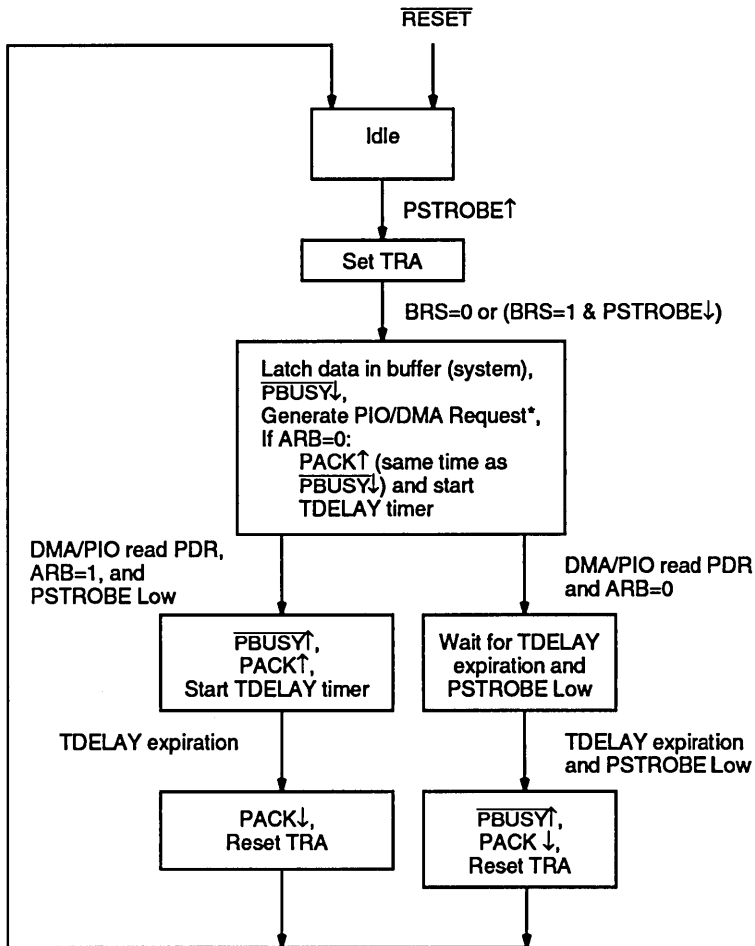 RESET
Idle
PSTROBE↑
Set TRA
BRS=0 or (BRS=1 & PSTROBE↓)
Latch data in buffer (system),
PBUSY↓,
Generate PIO/DMA Request*,
If ARB=0:
PACK↑ (same time as
PBUSY↓) and start
TDELAY timer
DMA/PIO read PDR,
ARB=1, and
PSTROBE Low
DMA/PIO read PDR
and ARB=0
PBUSY↑,
PACK↑,
Start TDELAY timer
Wait for TDELAY
expiration and
PSTROBE Low
TDELAY expiration
TDELAY expiration
and PSTROBE Low
PACK↓,
Reset TRA
PBUSY↑,
PACK ↓,
Reset TRA